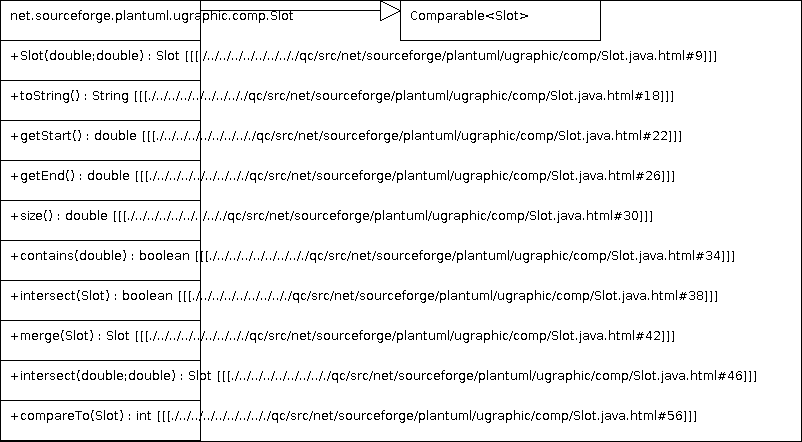 net.sourceforge.plantuml.ugraphic.comp.Slot
Comparable<Slot>
+Slot(double;double) : Slot [[[./../../../../../../../qc/src/net/sourceforge/plantuml/ugraphic/comp/Slot.java.html#9]]]
+toString() : String [[[./../../../../../../../qc/src/net/sourceforge/plantuml/ugraphic/comp/Slot.java.html#18]]]
+getStart() : double [[[./../../../../../../../qc/src/net/sourceforge/plantuml/ugraphic/comp/Slot.java.html#22]]]
+getEnd() : double [[[./../../../../../../../qc/src/net/sourceforge/plantuml/ugraphic/comp/Slot.java.html#26]]]
+size() : double [[[./../../../../../../../qc/src/net/sourceforge/plantuml/ugraphic/comp/Slot.java.html#30]]]
+contains(double) : boolean [[[./../../../../../../../qc/src/net/sourceforge/plantuml/ugraphic/comp/Slot.java.html#34]]]
+intersect(Slot) : boolean [[[./../../../../../../../qc/src/net/sourceforge/plantuml/ugraphic/comp/Slot.java.html#38]]]
+merge(Slot) : Slot [[[./../../../../../../../qc/src/net/sourceforge/plantuml/ugraphic/comp/Slot.java.html#42]]]
+intersect(double;double) : Slot [[[./../../../../../../../qc/src/net/sourceforge/plantuml/ugraphic/comp/Slot.java.html#46]]]
+compareTo(Slot) : int [[[./../../../../../../../qc/src/net/sourceforge/plantuml/ugraphic/comp/Slot.java.html#56]]]